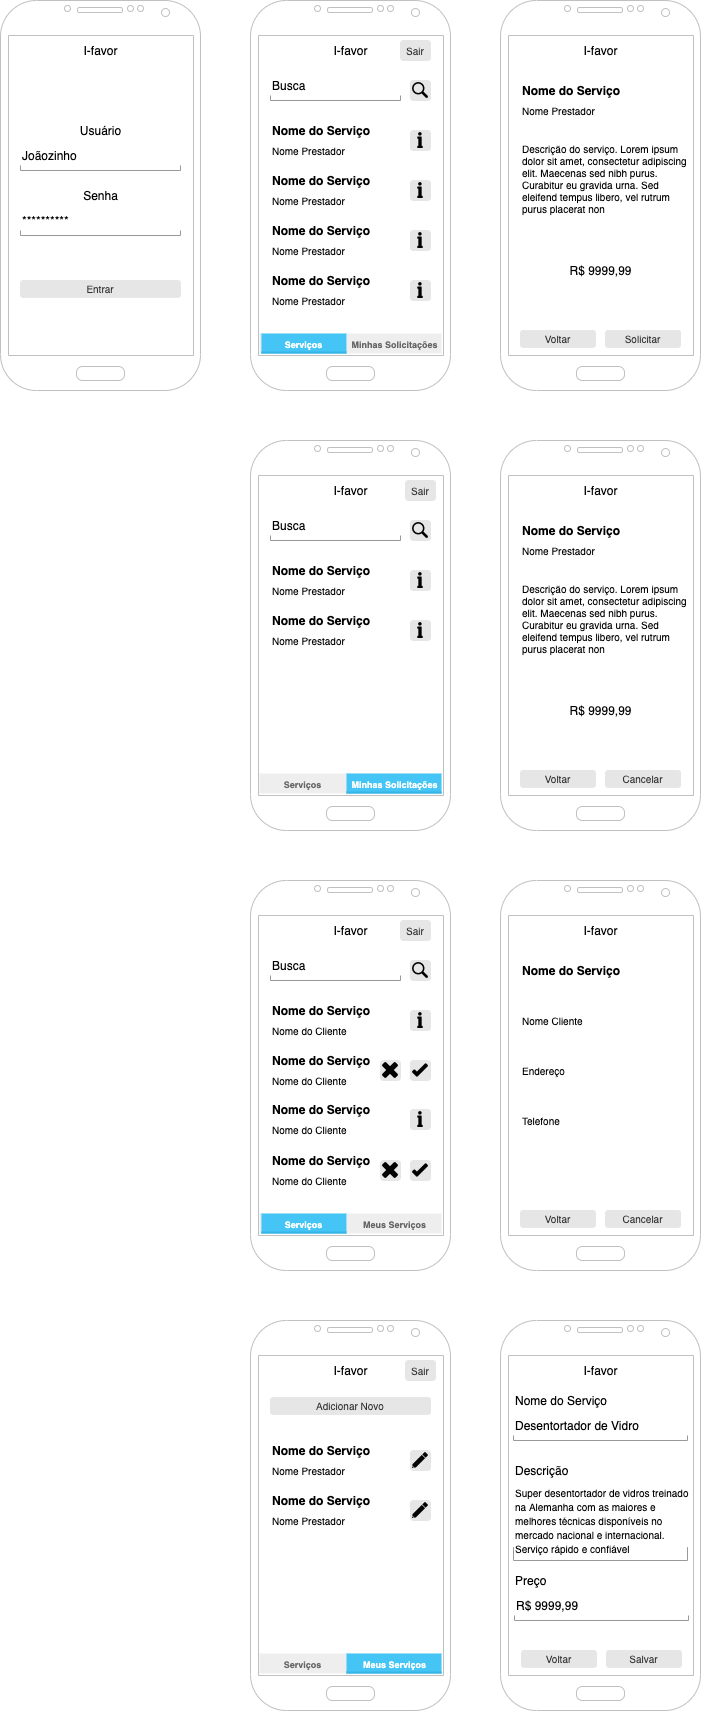 I-favor
Usuário
Joãozinho
Senha
**********
Entrar
I-favor
Sair
Busca
Nome do Serviço
Nome Prestador
Nome do Serviço
Nome Prestador
Nome do Serviço
Nome Prestador
Nome do Serviço
Nome Prestador
Serviços
Minhas Solicitações
I-favor
Nome do Serviço
Nome Prestador
Descrição do serviço. Lorem ipsum
dolor sit amet, consectetur adipiscing
elit. Maecenas sed nibh purus.
Curabitur eu gravida urna. Sed
eleifend tempus libero, vel rutrum
purus placerat non
R$ 9999,99
Voltar
Solicitar
I-favor
Sair
Busca
Nome do Serviço
Nome Prestador
Nome do Serviço
Nome Prestador
Serviços
Minhas Solicitações
I-favor
Nome do Serviço
Nome Prestador
Descrição do serviço. Lorem ipsum
dolor sit amet, consectetur adipiscing
elit. Maecenas sed nibh purus.
Curabitur eu gravida urna. Sed
eleifend tempus libero, vel rutrum
purus placerat non
R$ 9999,99
Voltar
Cancelar
I-favor
Sair
Busca
Nome do Serviço
Nome do Cliente
Nome do Serviço
Nome do Cliente
Nome do Serviço
Nome do Cliente
Nome do Serviço
Nome do Cliente
Serviços
Meus Serviços
I-favor
Nome do Serviço
Nome Cliente
Endereço
Telefone
Voltar
Cancelar
I-favor
Sair
Adicionar Novo
Nome do Serviço
Nome Prestador
Nome do Serviço
Nome Prestador
Serviços
Meus Serviços
I-favor
Nome do Serviço
Desentortador de Vidro
Descrição
Super desentortador de vidros treinado
na Alemanha com as maiores e
melhores técnicas disponíveis no
mercado nacional e internacional.
Serviço rápido e confiável
Preço
R$ 9999,99
Voltar
Salvar